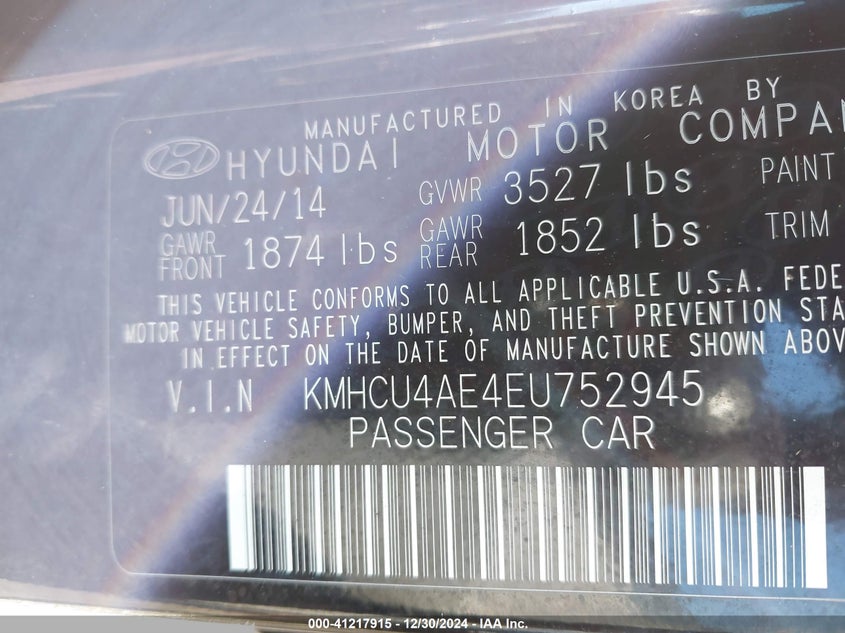 MANUFACTURED IN KOREA BY
HYUNDAI MOTOR COMPAN
JUN/24/14 GVWR 3527 lbs PAINT
GAWR FRONT 1874 lbs GAWR REAR 1852 lbs TRIM
THIS VEHICLE CONFORMS TO ALL APPLICABLE U.S.A. FEDE
MOTOR VEHICLE SAFETY, BUMPER, AND THEFT PREVENTION STA
IN EFFECT ON THE DATE OF MANUFACTURE SHOWN ABOV
V.I.N KMHCU4AE4EU752945
PASSENGER CAR
000-41217915 - 12/30/2024 - IAA Inc.